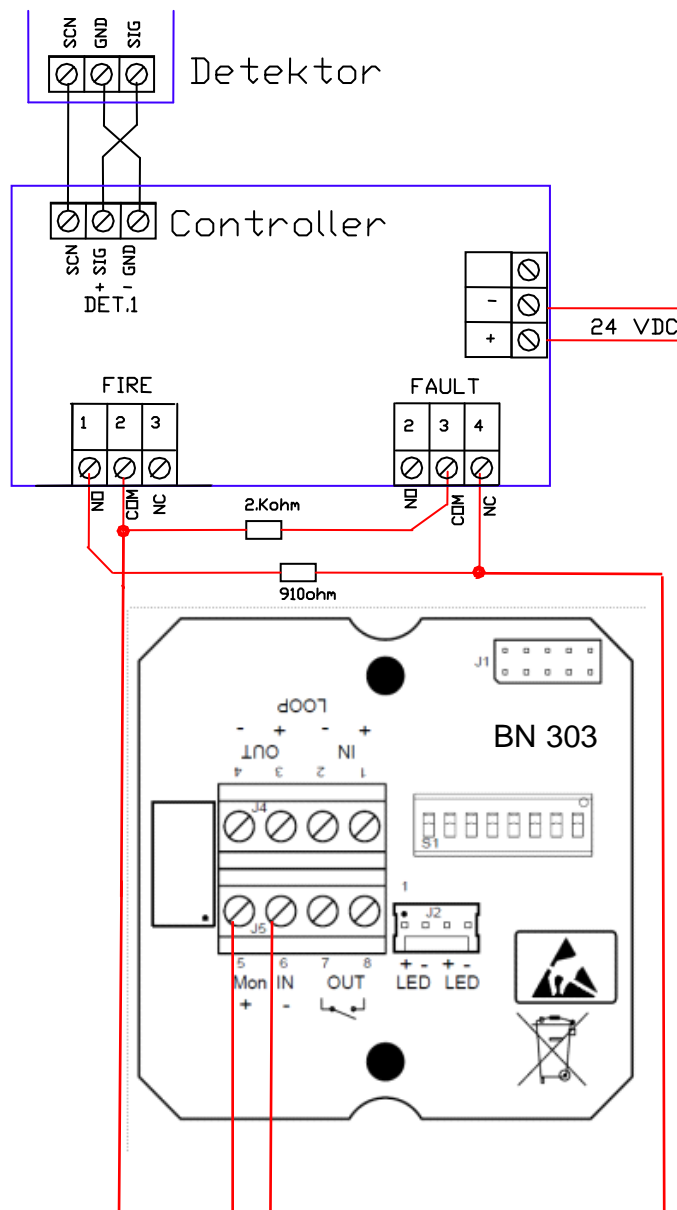 SCN GND SIG
Detektor
Controller
SCN SIG GND
+ -
DET.1
-
+
24 VDC
FIRE
1 2 3
NO COM NC
FAULT
2 3 4
NO COM NC
2.Kohm
910ohm
J1
LOOP
- + - +
OUT IN
4 3 2 1
BN 303
J4
S1
J5
1
J2
5 6 7 8
Mon IN OUT
+ -
+ - + -
LED LED